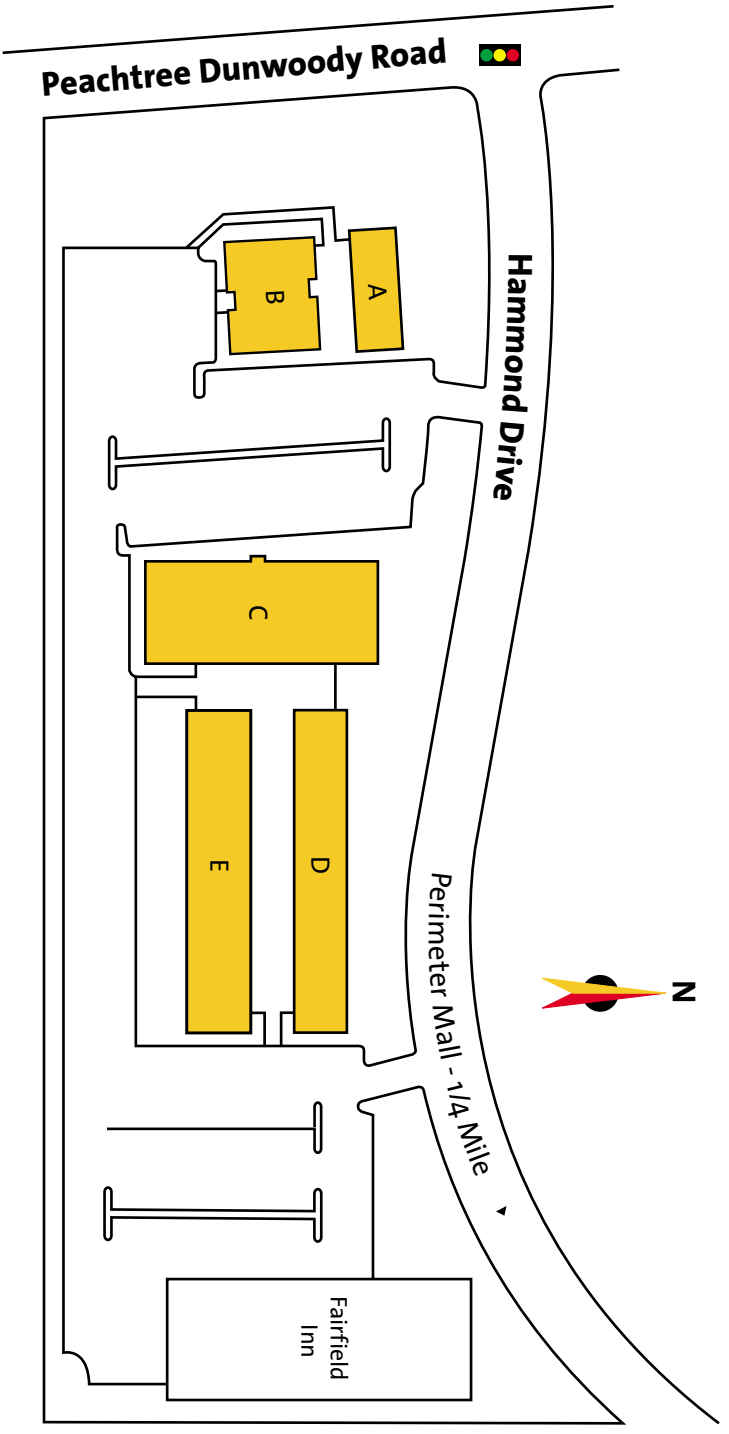 Peachtree Dunwoody Road
Hammond Drive
A
B
C
D
E
Perimeter Mall - 1/4 Mile
N
Fairfield
Inn